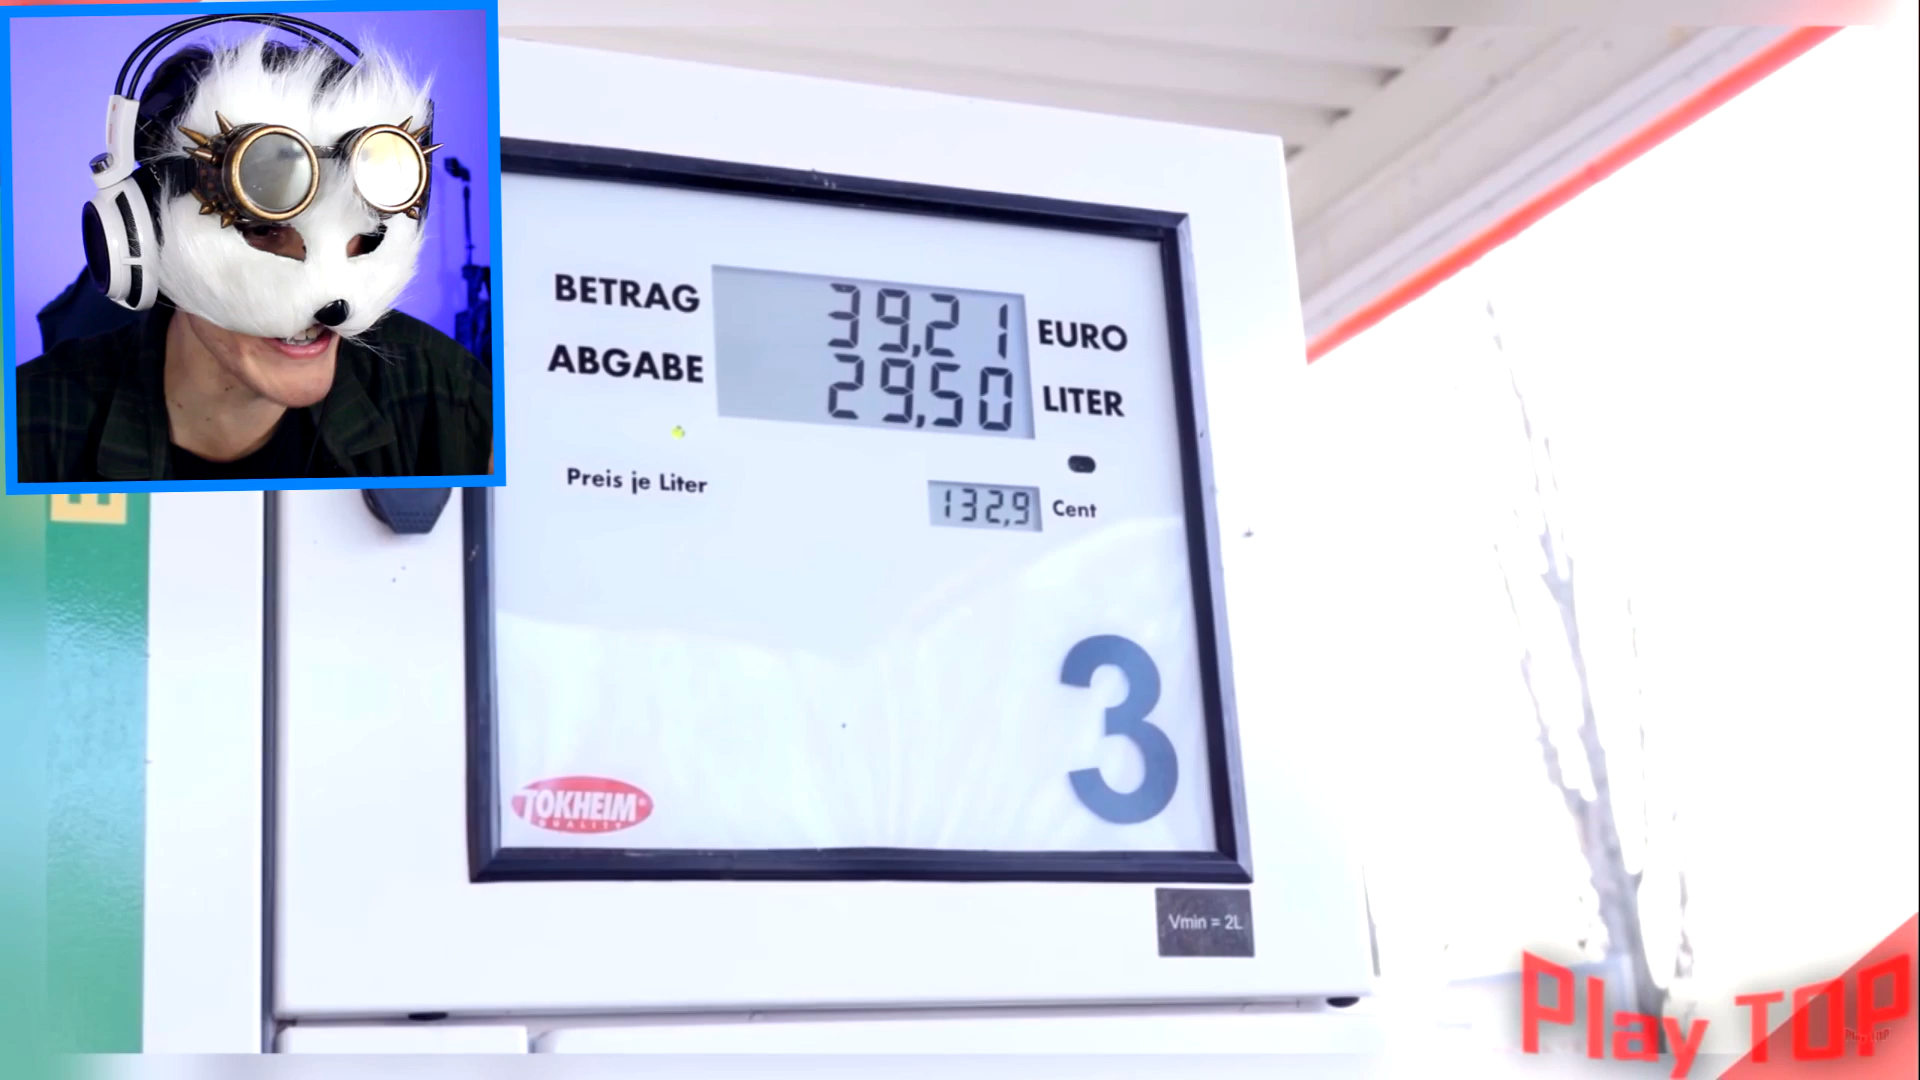 BETRAG 39,21 EURO
ABGABE 29,50 LITER
Preis je Liter 132,9 Cent
3
TOKHEIM
QUALITY
Vmin = 2L
Play TOP